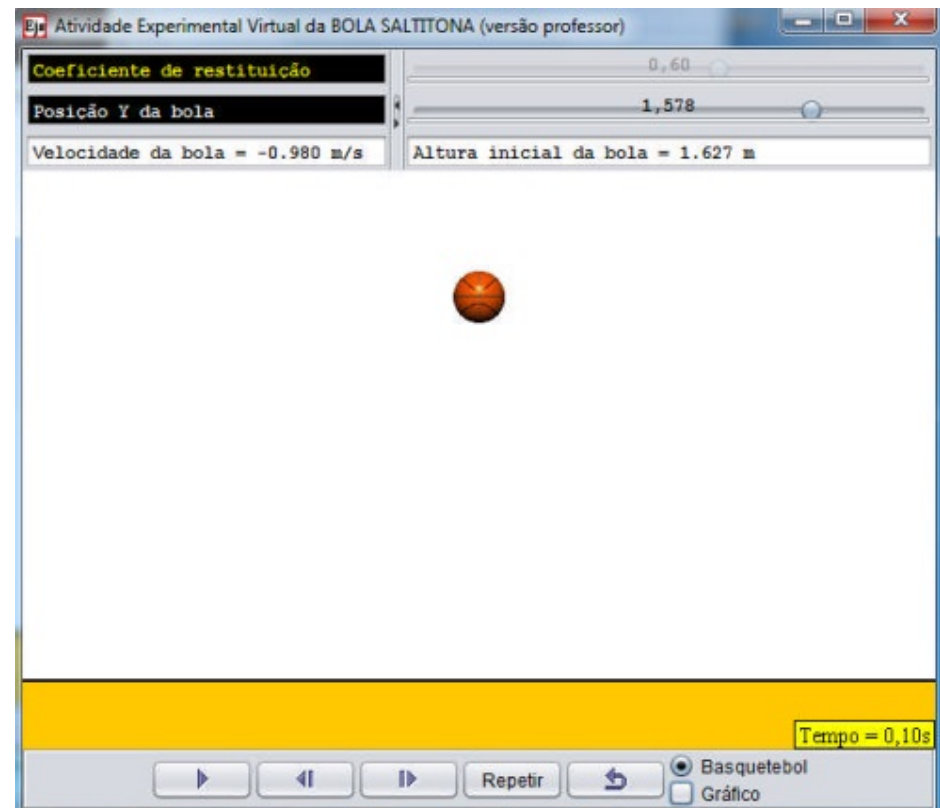 Ejs Atividade Experimental Virtual da BOLA SALTITONA (versão professor)
Coeficiente de restituição 0,60
Posição Y da bola 1,578
Velocidade da bola = -0.980 m/s Altura inicial da bola = 1.627 m
Tempo = 0,10s
Repetir
Basquetebol
Gráfico